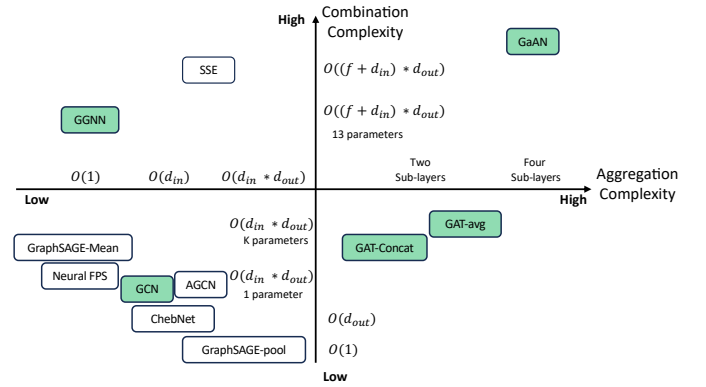 Combination
High
Complexity
GaAN
SSE
O((f + d_in) * d_out)
GGNN
O((f + d_in) * d_out)
13 parameters
Two
Sub-layers
Four
Sub-layers
O(1)
O(d_in)
O(d_in * d_out)
Aggregation
Complexity
Low
High
O(d_in * d_out)
K parameters
GAT-avg
GraphSAGE-Mean
GAT-Concat
Neural FPS
GCN
AGCN
O(d_in * d_out)
1 parameter
ChebNet
O(d_out)
GraphSAGE-pool
O(1)
Low